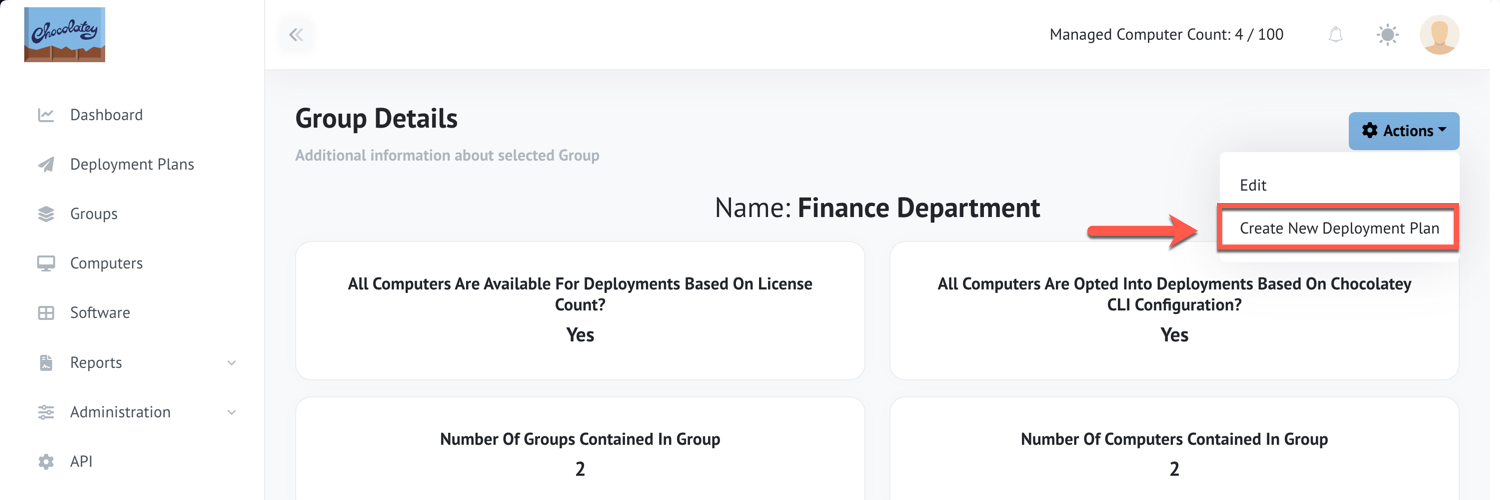 Chocolatey
Managed Computer Count: 4 / 100
Dashboard
Deployment Plans
Groups
Computers
Software
Reports
Administration
API
Group Details
Additional information about selected Group
Actions
Edit
Create New Deployment Plan
Name: Finance Department
All Computers Are Available For Deployments Based On License
Count?
Yes
All Computers Are Opted Into Deployments Based On Chocolatey
CLI Configuration?
Yes
Number Of Groups Contained In Group
2
Number Of Computers Contained In Group
2